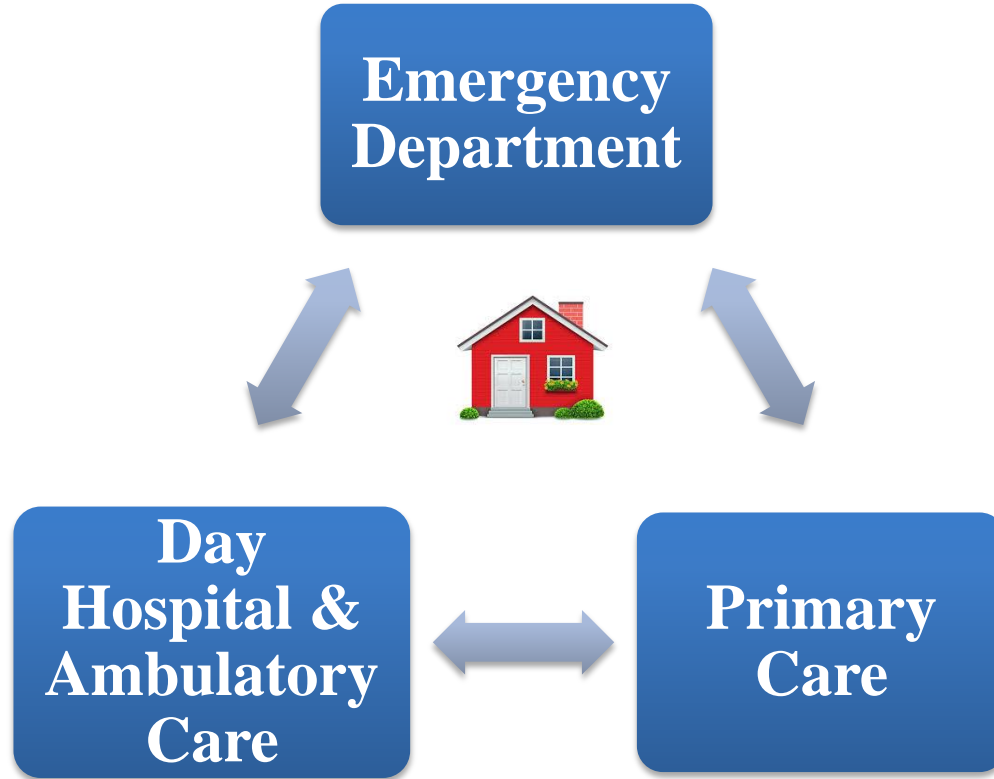 Emergency
Department
Day
Hospital &
Ambulatory
Care
Primary
Care